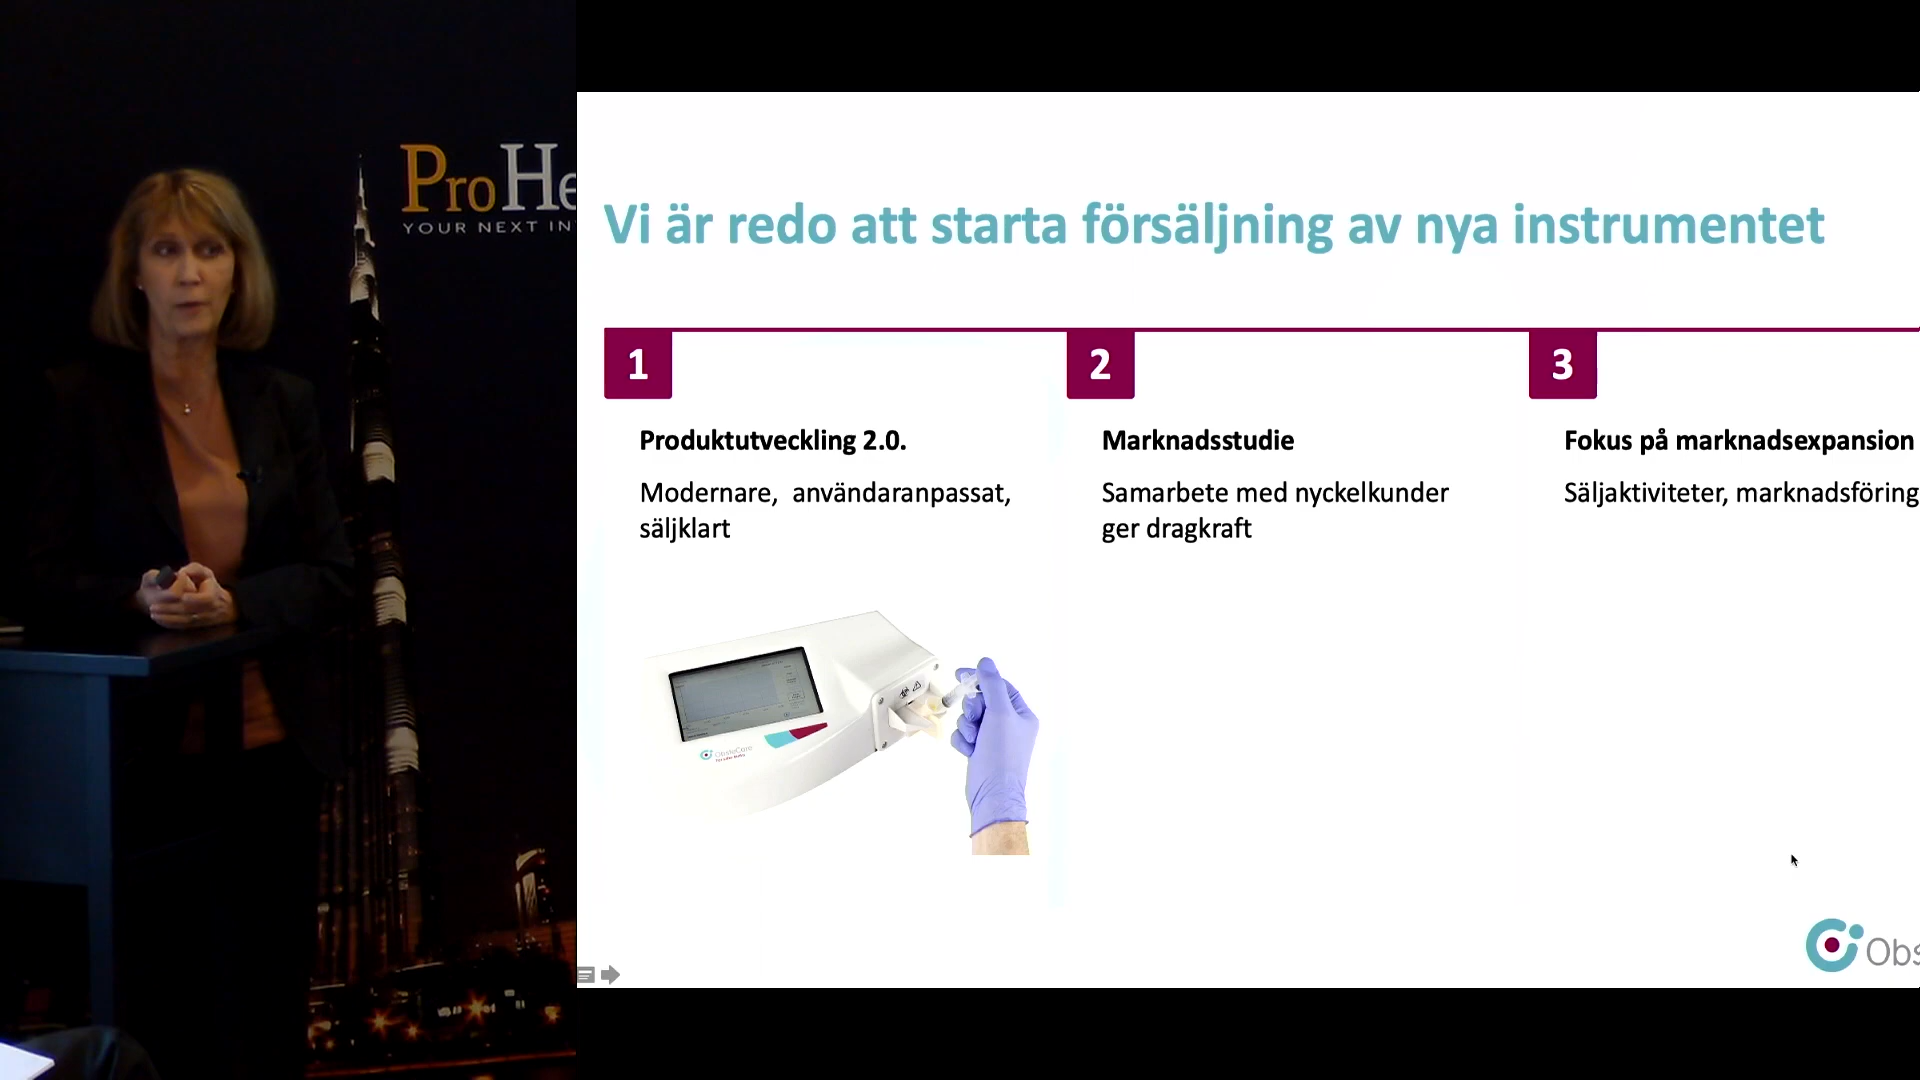 ProHe
YOUR NEXT IN
Vi är redo att starta försäljning av nya instrumentet
1
Produktutveckling 2.0.
Modernare, användaranpassat,
säljklart
2
Marknadsstudie
Samarbete med nyckelkunder
ger dragkraft
3
Fokus på marknadsexpansion
Säljaktiviteter, marknadsföring
ObsteCare
Obs